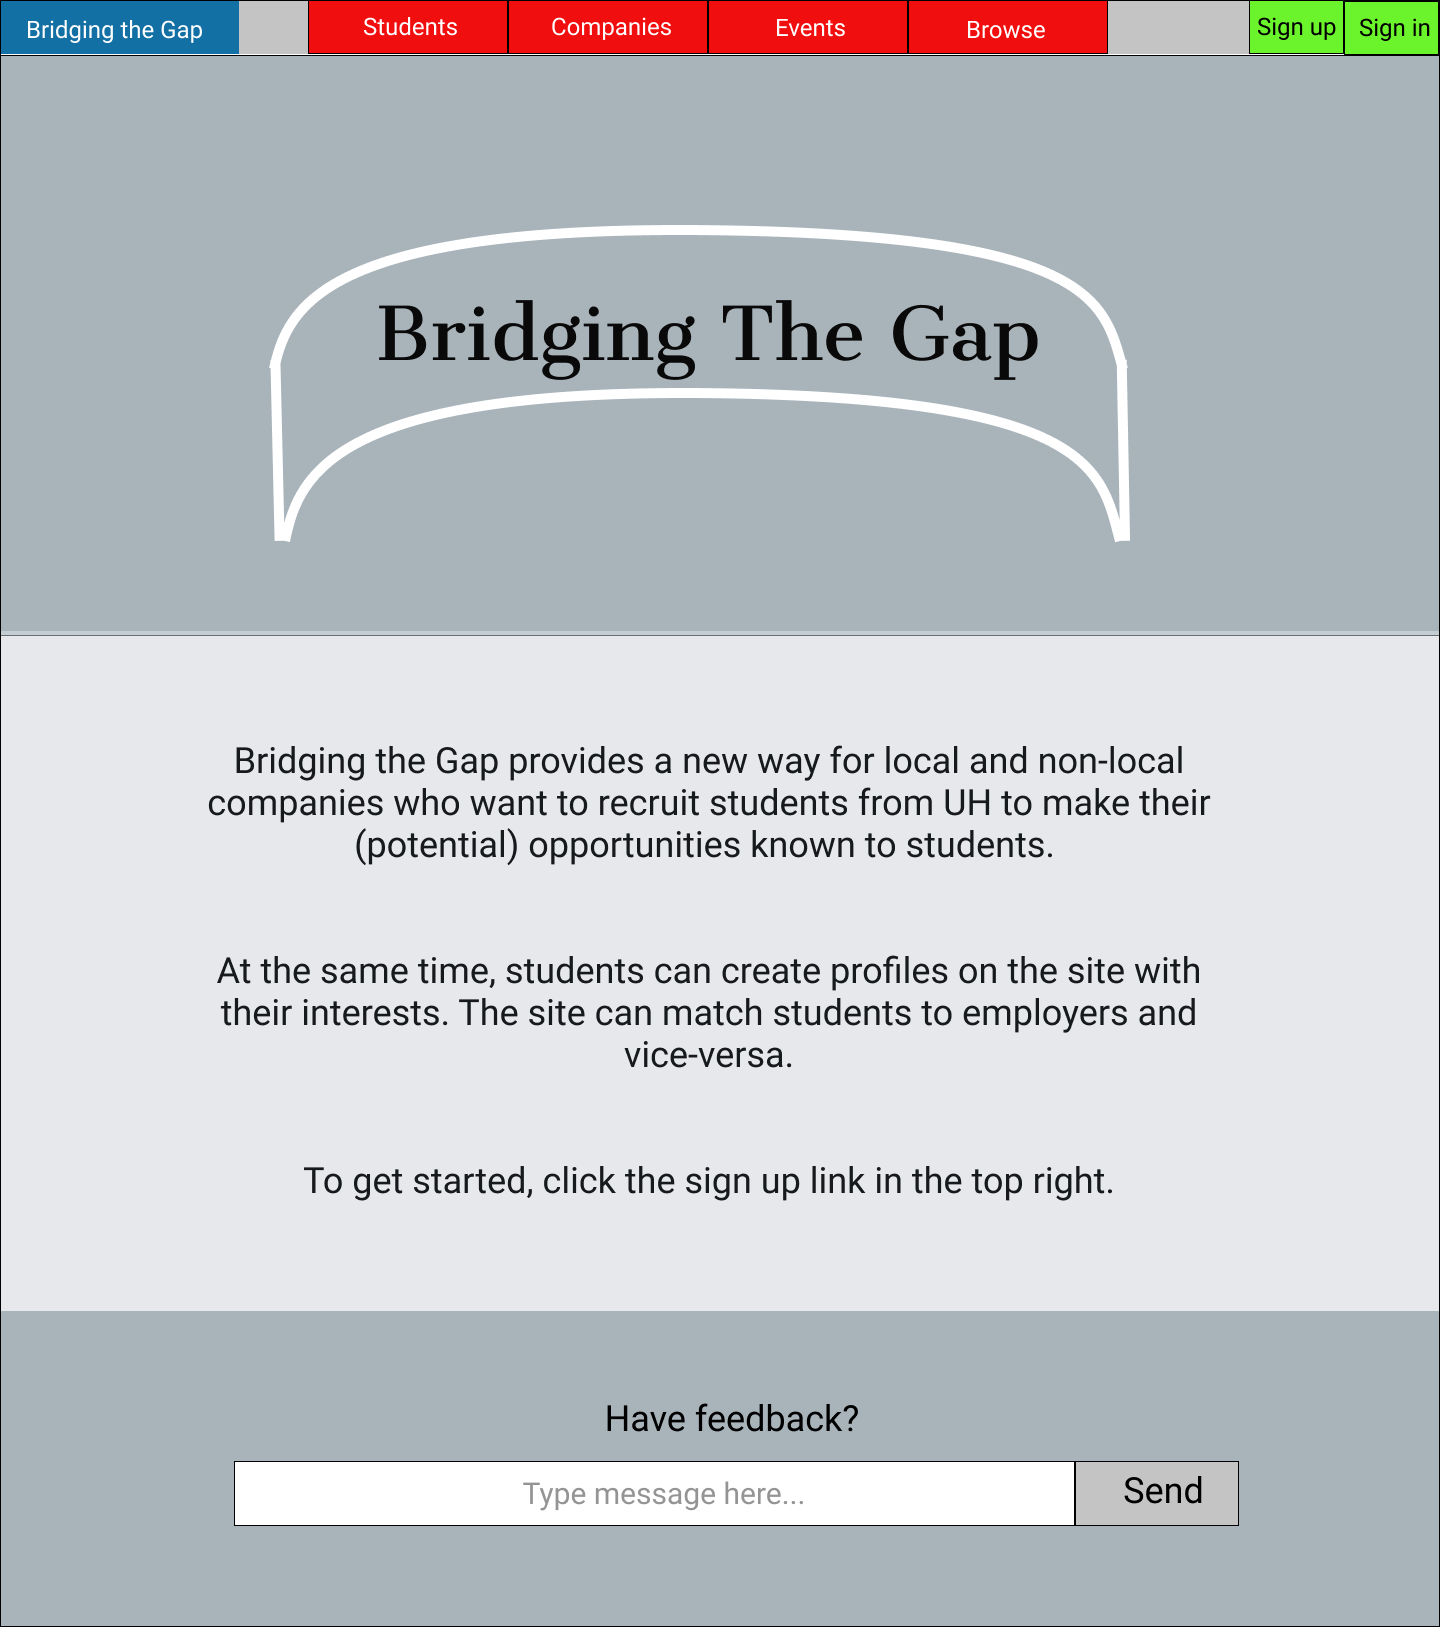 Bridging the Gap
Students
Companies
Events
Browse
Sign up
Sign in
Bridging The Gap
Bridging the Gap provides a new way for local and non-local
companies who want to recruit students from UH to make their
(potential) opportunities known to students.
At the same time, students can create profiles on the site with
their interests. The site can match students to employers and
vice-versa.
To get started, click the sign up link in the top right.
Have feedback?
Type message here...
Send